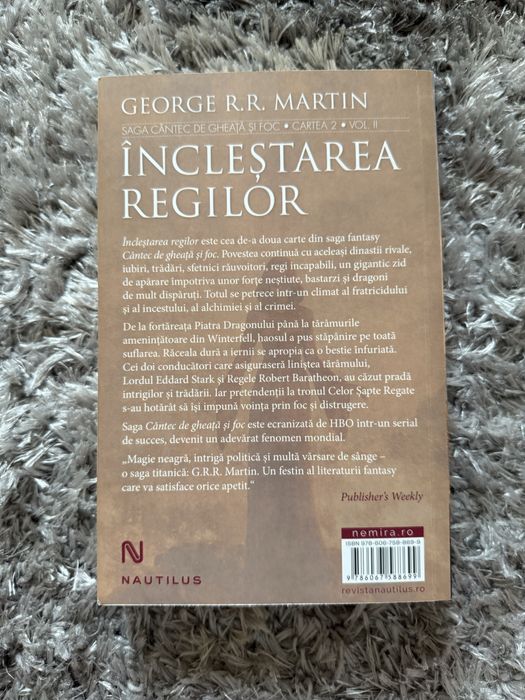 GEORGE R.R. MARTIN
SAGA CÂNTEC DE GHEAȚĂ ȘI FOC • CARTEA 2 • VOL. II
ÎNCLEȘTAREA
REGILOR
Încleștarea regilor este cea de-a doua carte din saga fantasy
Cântec de gheață și foc. Povestea continuă cu aceleași dinastii rivale,
iubiri, trădări, sfetnici răuvoitori, regi incapabili, un gigantic zid
de apărare împotriva unor forțe neștiute, bastarzi și dragoni
de mult dispăruți. Totul se petrece într-un climat al fratricidului
și al incestului, al alchimiei și al crimei.
De la fortăreața Piatra Dragonului până la tărâmurile
amenințătoare din Winterfell, haosul a pus stăpânire pe toată
suflarea. Răceala dură a iernii se apropia ca o bestie înfuriată.
Cei doi conducători care asiguraseră liniștea tărâmului,
Lordul Eddard Stark și Regele Robert Baratheon, au căzut pradă
intrigilor și trădării. Iar pretendenții la tronul Celor Șapte Regate
s-au hotărât să își impună voința prin foc și distrugere.
Saga Cântec de gheață și foc este ecranizată de HBO într-un serial
de succes, devenit un adevărat fenomen mondial.
„Magie neagră, intrigă politică și multă vărsare de sânge –
o saga titanică: G.R.R. Martin. Un festin al literaturii fantasy
care va satisface orice apetit.“
Publisher's Weekly
nemira.ro
ISBN 978-606-758-869-9
9 786067 588699
revistanautilus.ro
N
NAUTILUS